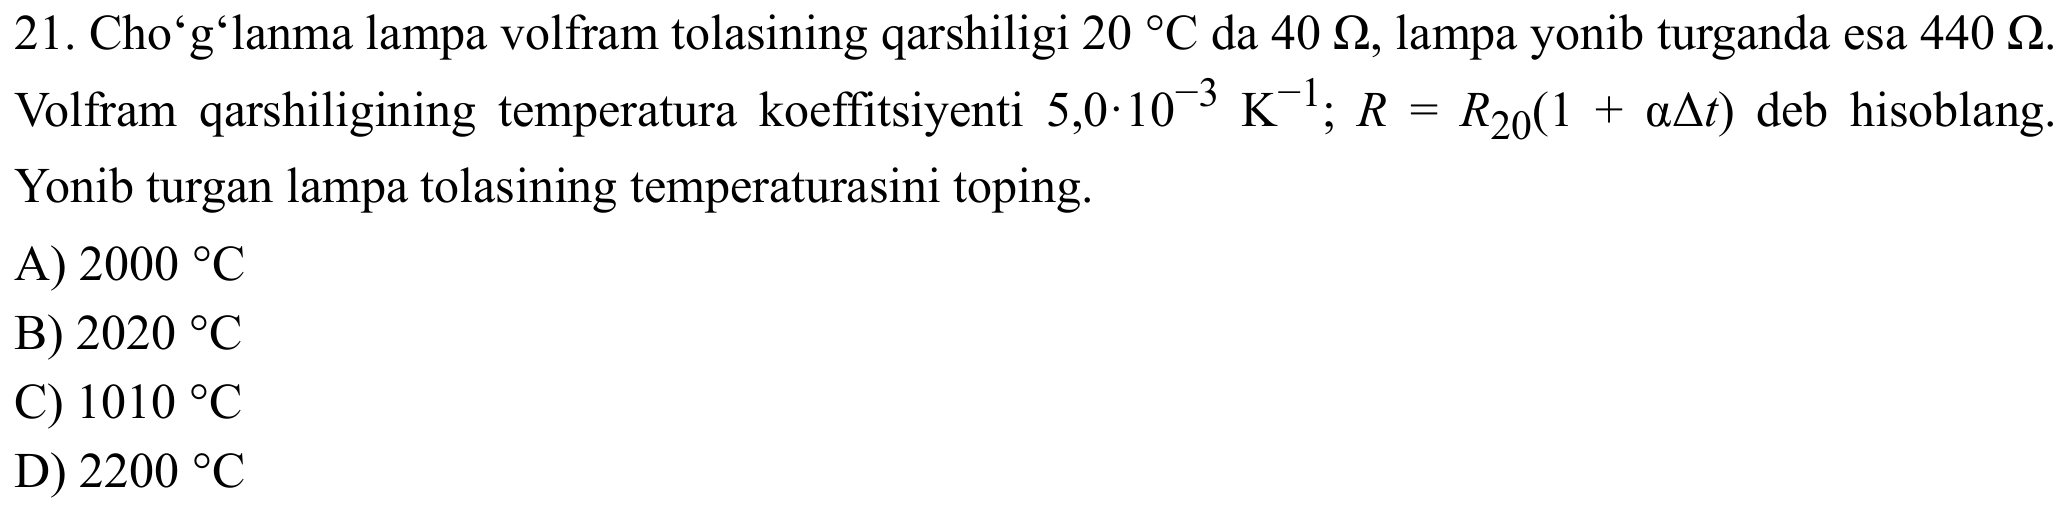 21. Cho‘g‘lanma lampa volfram tolasining qarshiligi 20 °C da 40 Ω, lampa yonib turganda esa 440 Ω.
Volfram qarshiligining temperatura koeffitsiyenti 5,0·10⁻³ K⁻¹; R = R₂₀(1 + αΔt) deb hisoblang.
Yonib turgan lampa tolasining temperaturasini toping.
A) 2000 °C
B) 2020 °C
C) 1010 °C
D) 2200 °C